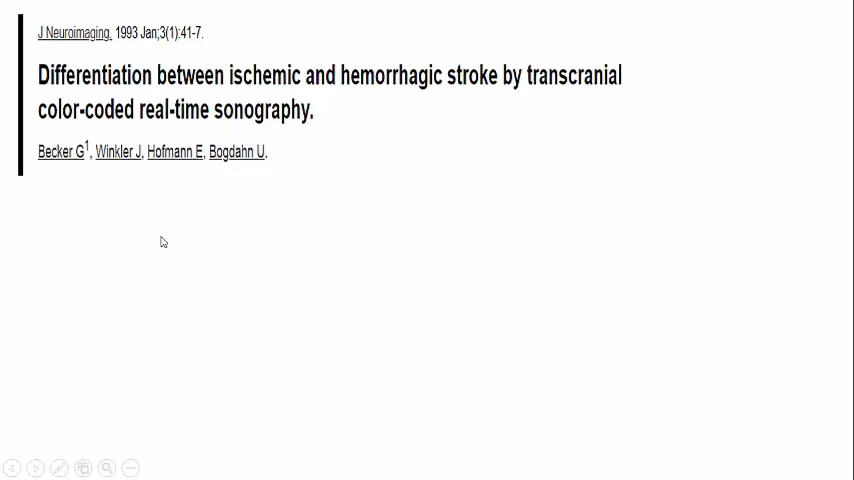 J Neuroimaging. 1993 Jan;3(1):41-7.
Differentiation between ischemic and hemorrhagic stroke by transcranial
color-coded real-time sonography.
Becker G1, Winkler J, Hofmann E, Bogdahn U.